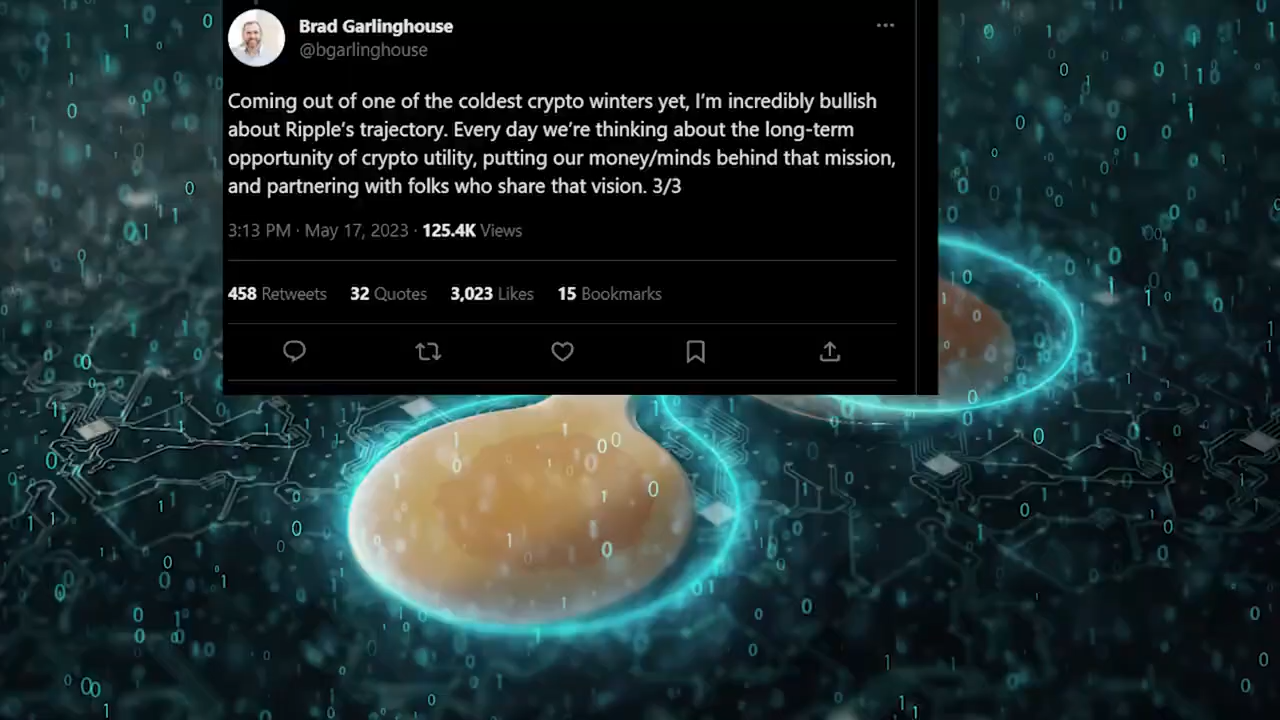 Brad Garlinghouse
@bgarlinghouse
Coming out of one of the coldest crypto winters yet, I'm incredibly bullish
about Ripple's trajectory. Every day we're thinking about the long-term
opportunity of crypto utility, putting our money/minds behind that mission,
and partnering with folks who share that vision. 3/3
3:13 PM · May 17, 2023 · 125.4K Views
458 Retweets 32 Quotes 3,023 Likes 15 Bookmarks